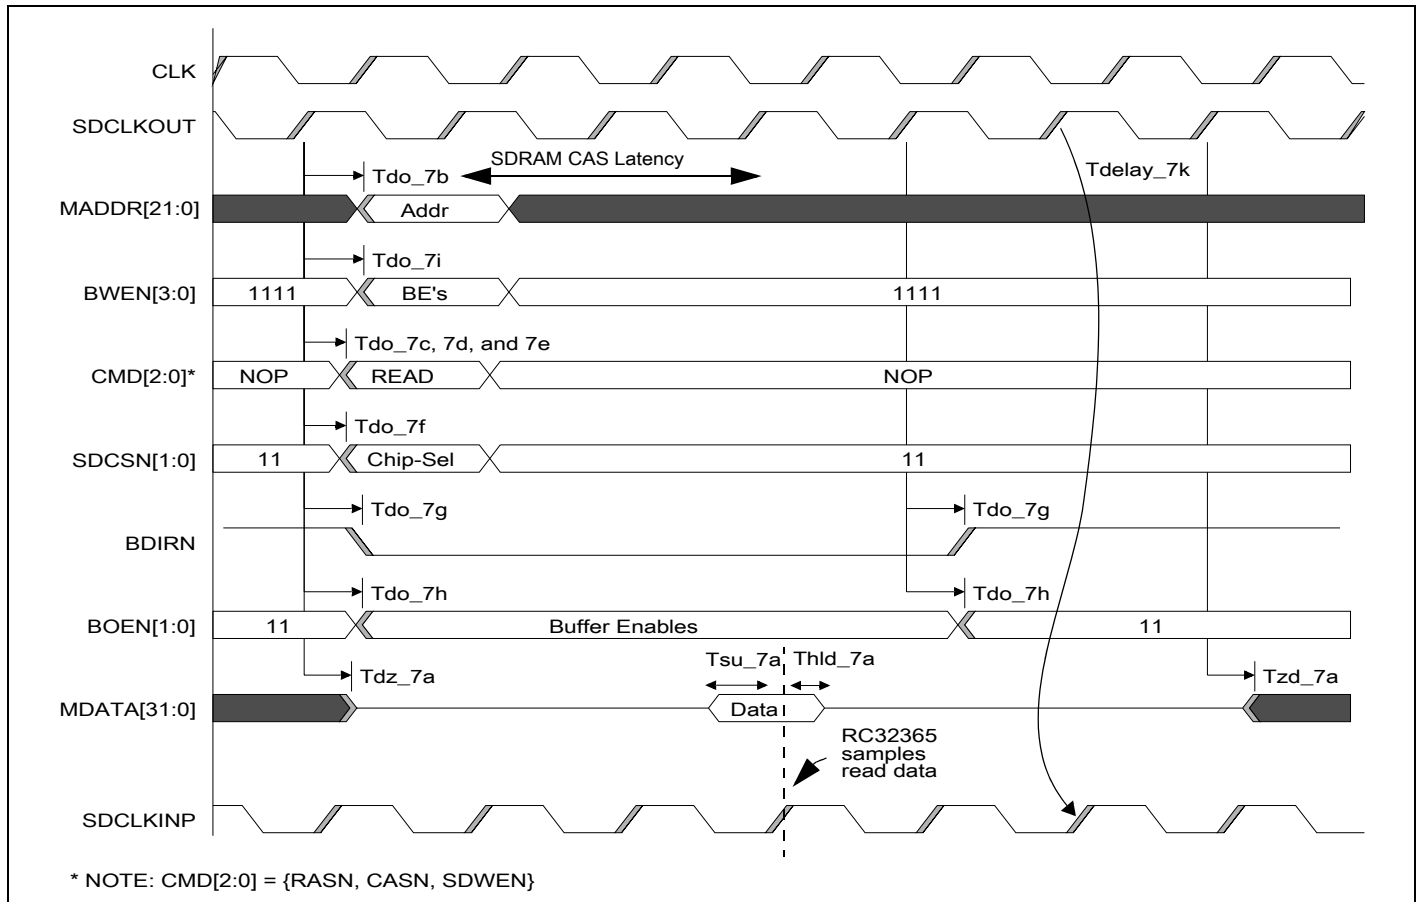 CLK
SDCLKOUT
SDRAM CAS Latency
Tdo_7b
Tdelay_7k
MADDR[21:0]
Addr
Tdo_7i
BWEN[3:0]
1111
BE's
1111
Tdo_7c, 7d, and 7e
CMD[2:0]*
NOP
READ
NOP
Tdo_7f
SDCSN[1:0]
11
Chip-Sel
11
Tdo_7g
Tdo_7g
BDIRN
Tdo_7h
Tdo_7h
BOEN[1:0]
11
Buffer Enables
11
Tsu_7a
Thld_7a
Tdz_7a
Tzd_7a
MDATA[31:0]
Data
RC32365
samples
read data
SDCLKINP
* NOTE: CMD[2:0] = {RASN, CASN, SDWEN}